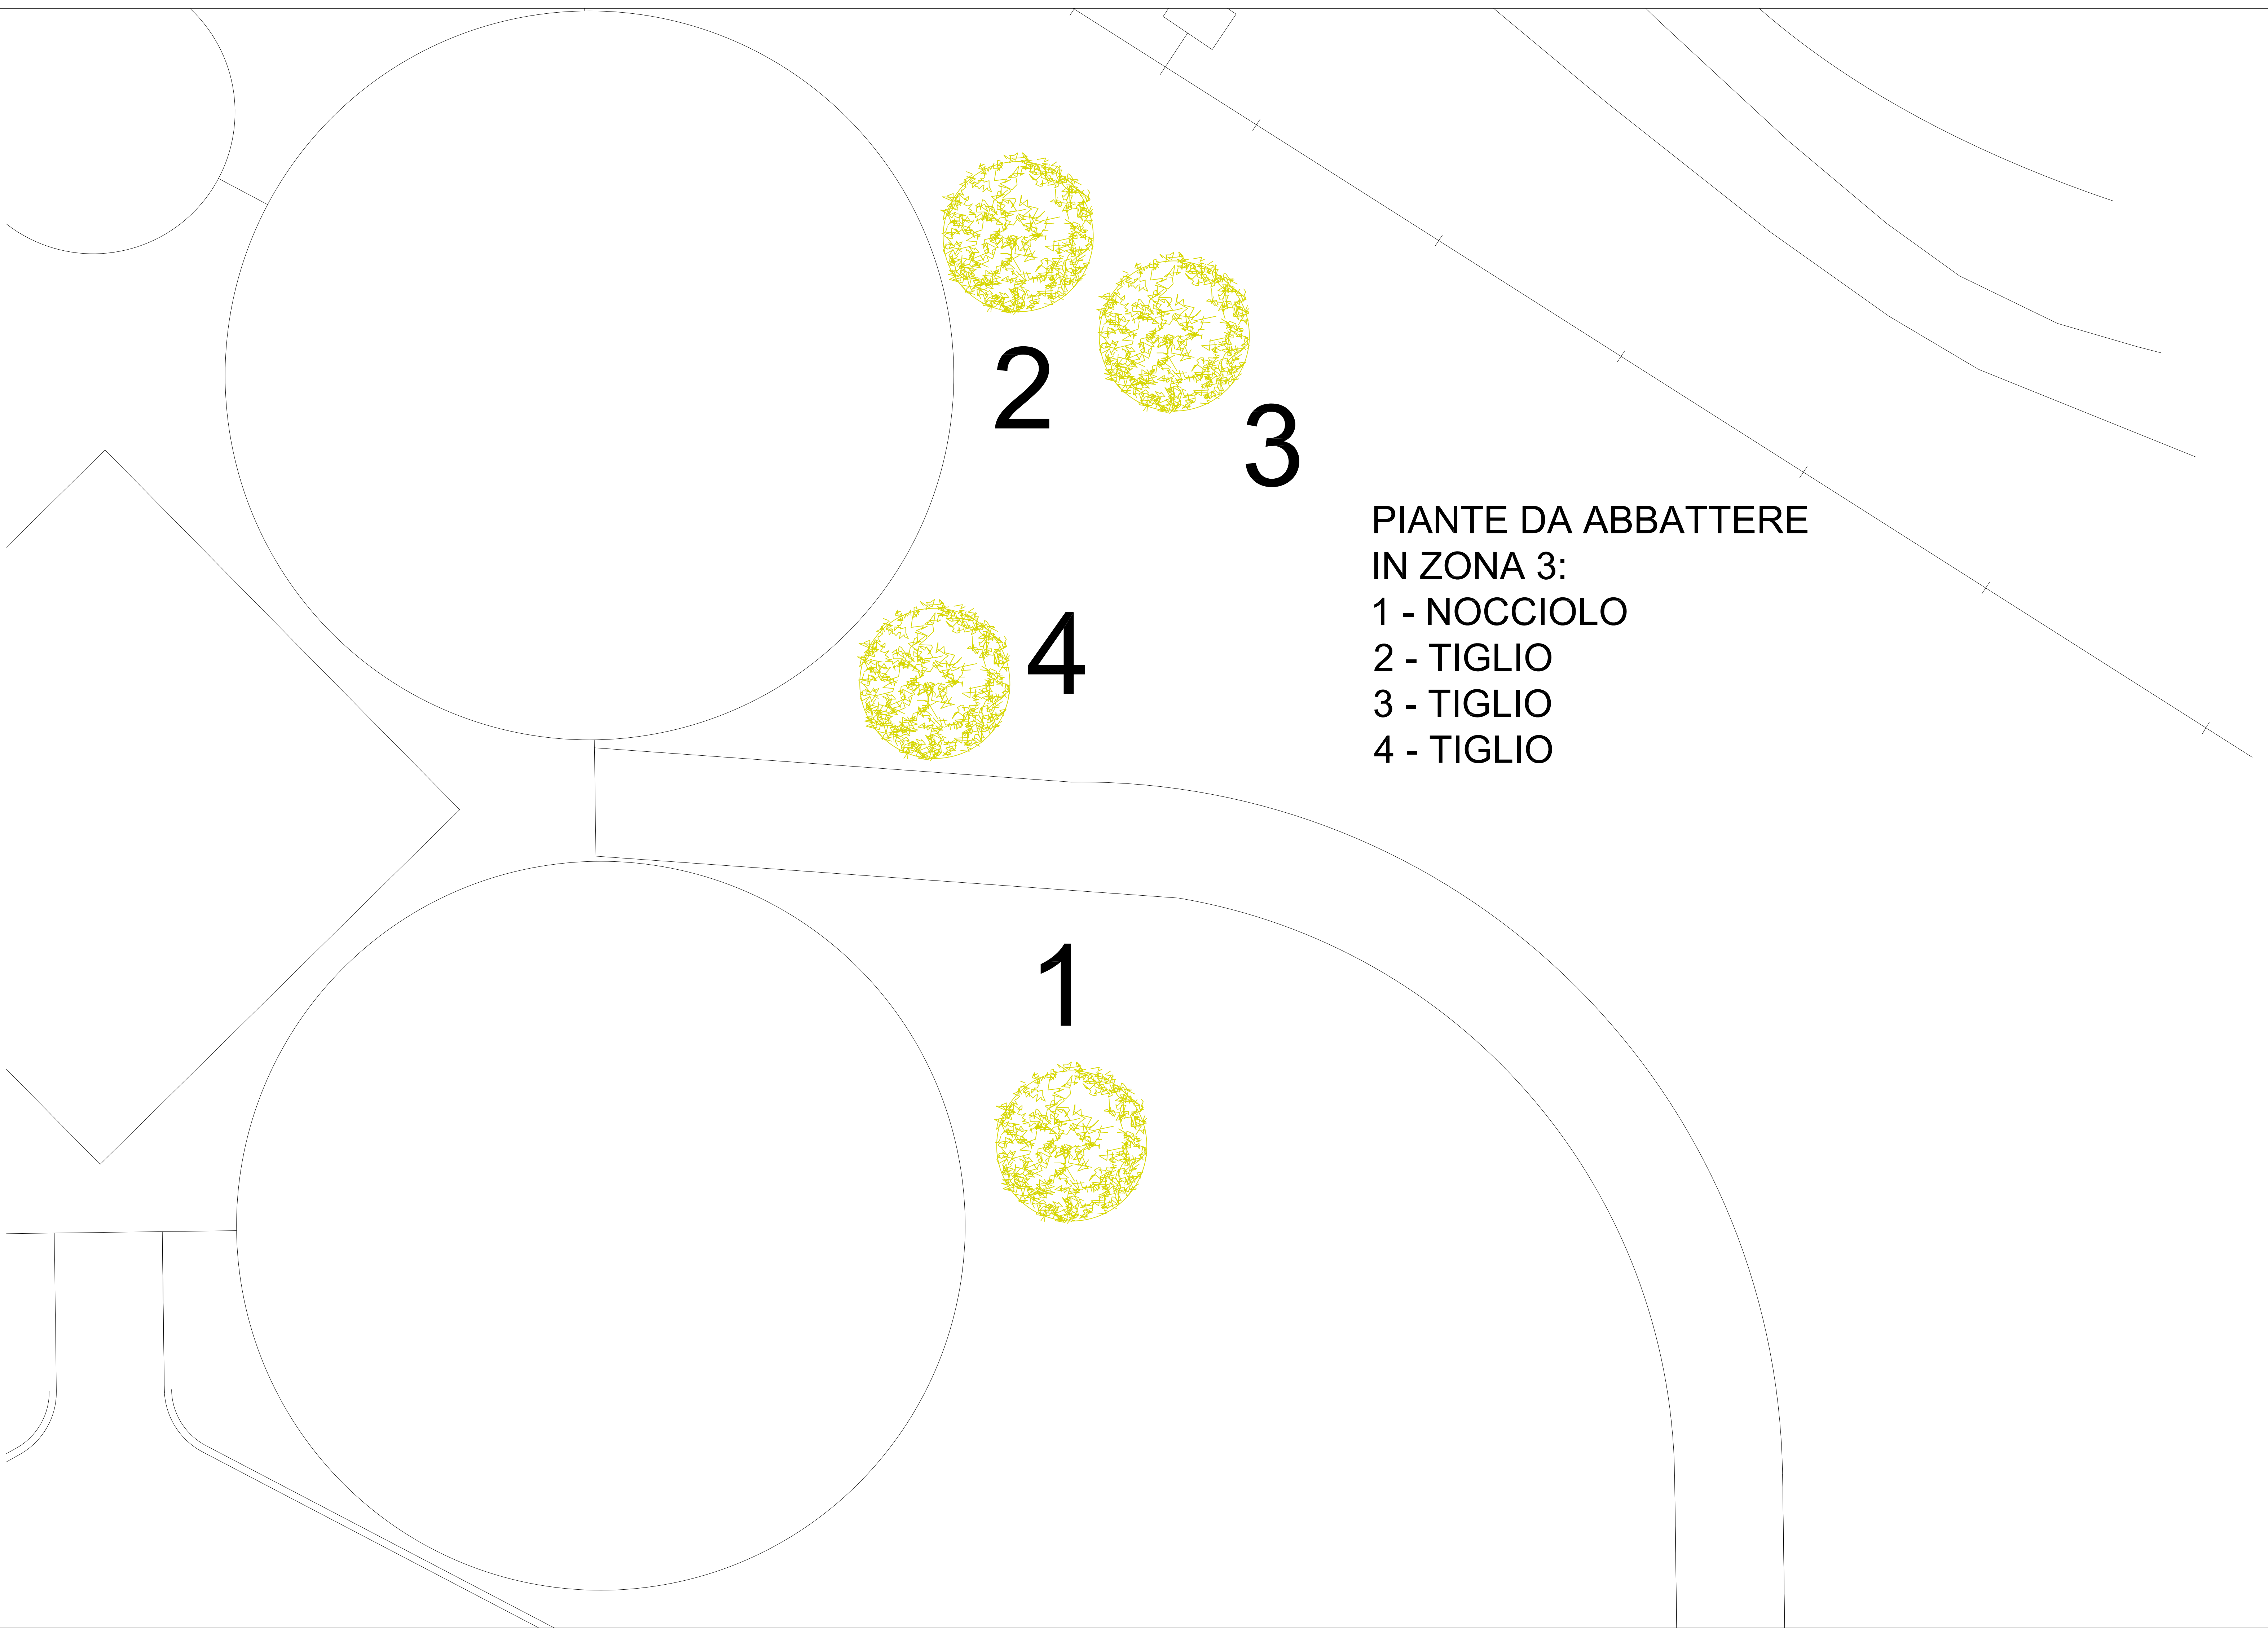 2
3
PIANTE DA ABBATTERE
IN ZONA 3:
1 - NOCCIOLO
2 - TIGLIO
3 - TIGLIO
4 - TIGLIO
4
1